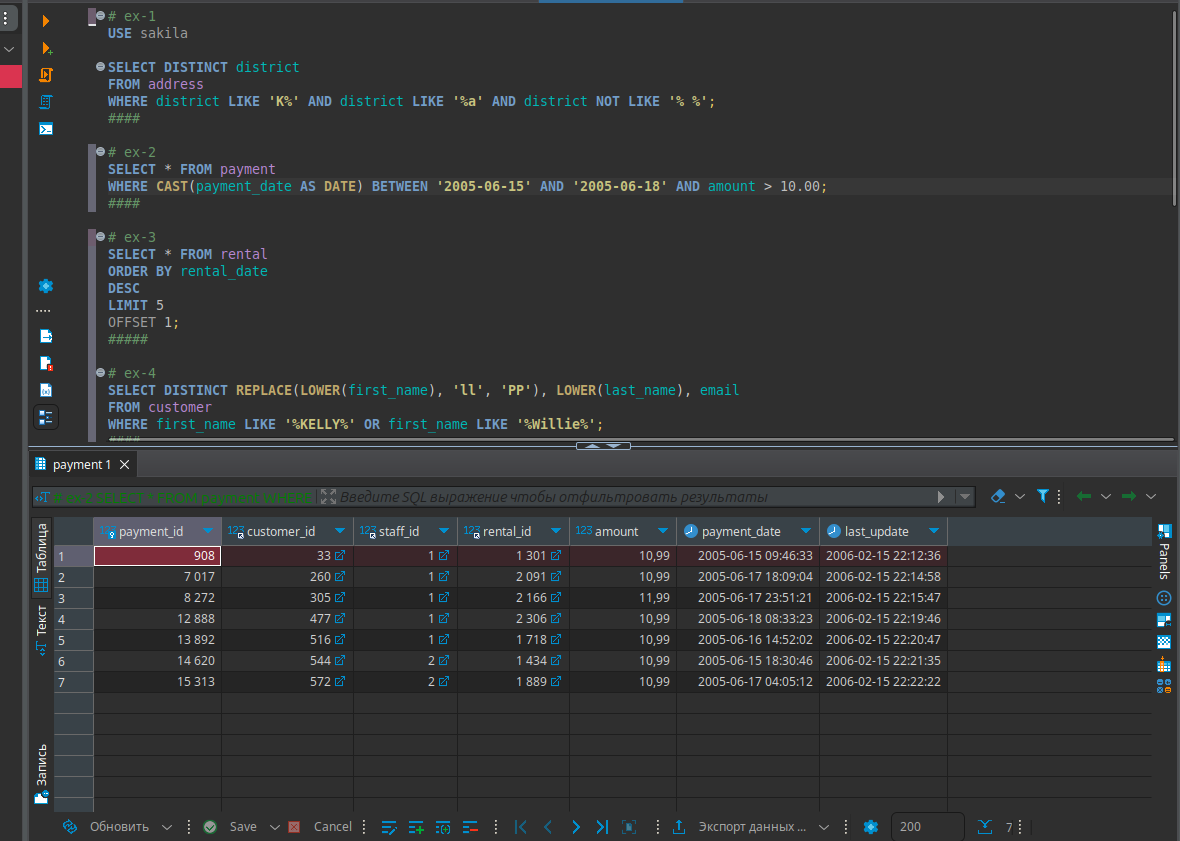 # ex-1
USE sakila
SELECT DISTINCT district
FROM address
WHERE district LIKE 'K%' AND district LIKE '%a' AND district NOT LIKE '% %';
####
# ex-2
SELECT * FROM payment
WHERE CAST(payment_date AS DATE) BETWEEN '2005-06-15' AND '2005-06-18' AND amount > 10.00;
####
# ex-3
SELECT * FROM rental
ORDER BY rental_date
DESC
LIMIT 5
OFFSET 1;
#####
# ex-4
SELECT DISTINCT REPLACE(LOWER(first_name), 'll', 'PP'), LOWER(last_name), email
FROM customer
WHERE first_name LIKE '%KELLY%' OR first_name LIKE '%Willie%';
####
payment 1
# ex-2 SELECT * FROM payment WHERE Введите SQL выражение чтобы отфильтровать результаты
Таблица
Текст
Запись
payment_id customer_id staff_id rental_id amount payment_date last_update
1 908 33 1 1 301 10,99 2005-06-15 09:46:33 2006-02-15 22:12:36
2 7 017 260 1 2 091 10,99 2005-06-17 18:09:04 2006-02-15 22:14:58
3 8 272 305 1 2 166 11,99 2005-06-17 23:51:21 2006-02-15 22:15:47
4 12 888 477 1 2 306 10,99 2005-06-18 08:33:23 2006-02-15 22:19:46
5 13 892 516 1 1 718 10,99 2005-06-16 14:52:02 2006-02-15 22:20:47
6 14 620 544 2 1 434 10,99 2005-06-15 18:30:46 2006-02-15 22:21:35
7 15 313 572 2 1 889 10,99 2005-06-17 04:05:12 2006-02-15 22:22:22
Panels
Обновить Save Cancel Экспорт данных ... 200 7